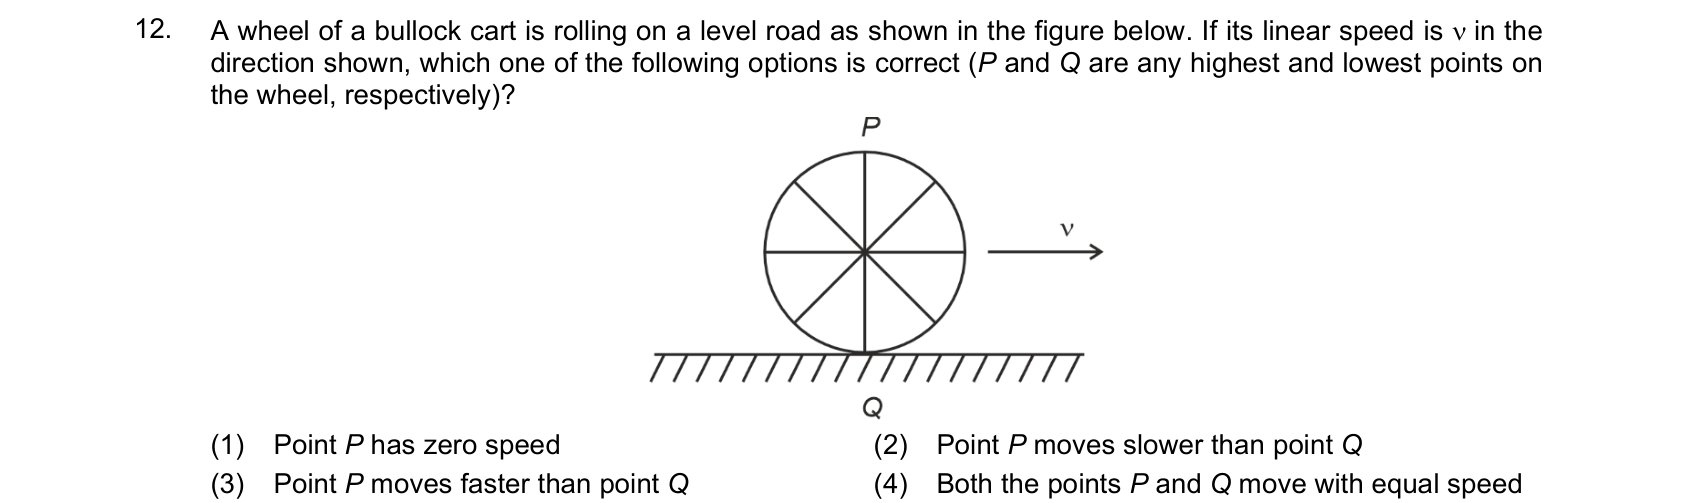 12. A wheel of a bullock cart is rolling on a level road as shown in the figure below. If its linear speed is v in the
direction shown, which one of the following options is correct (P and Q are any highest and lowest points on
the wheel, respectively)?
P
v
Q
(1) Point P has zero speed (2) Point P moves slower than point Q
(3) Point P moves faster than point Q (4) Both the points P and Q move with equal speed